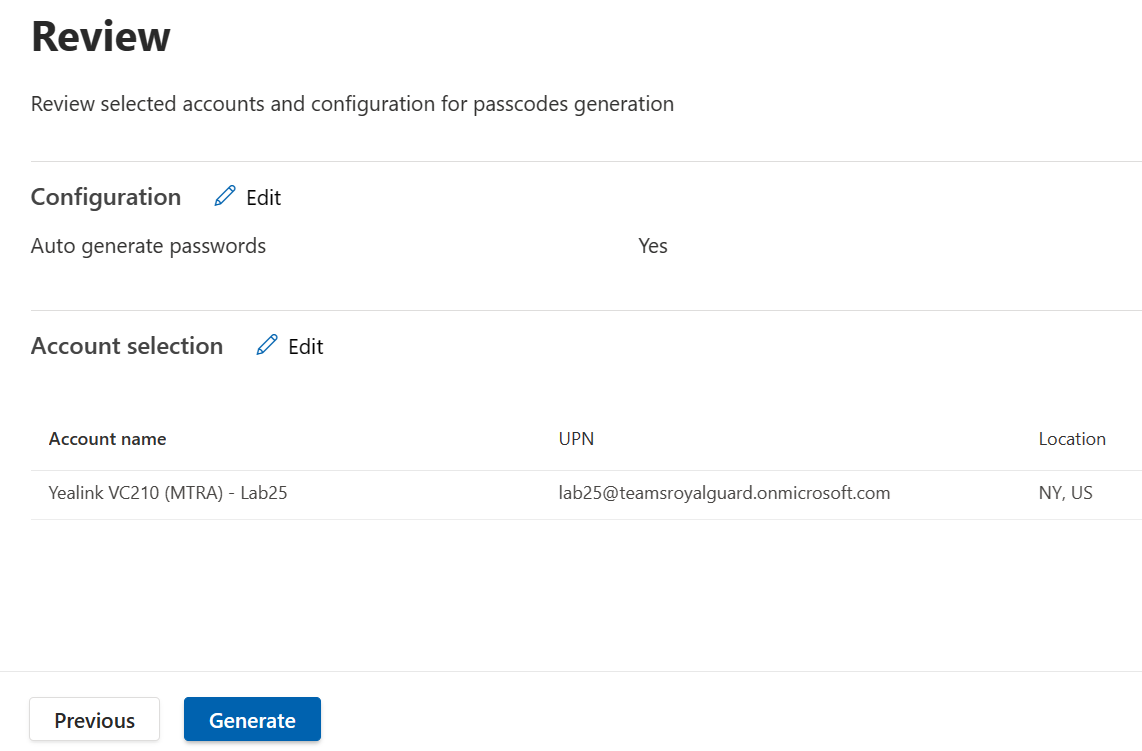 Review
Review selected accounts and configuration for passcodes generation
Configuration Edit
Auto generate passwords Yes
Account selection Edit
Account name UPN Location
Yealink VC210 (MTRA) - Lab25 lab25@teamsroyalguard.onmicrosoft.com NY, US
Previous Generate